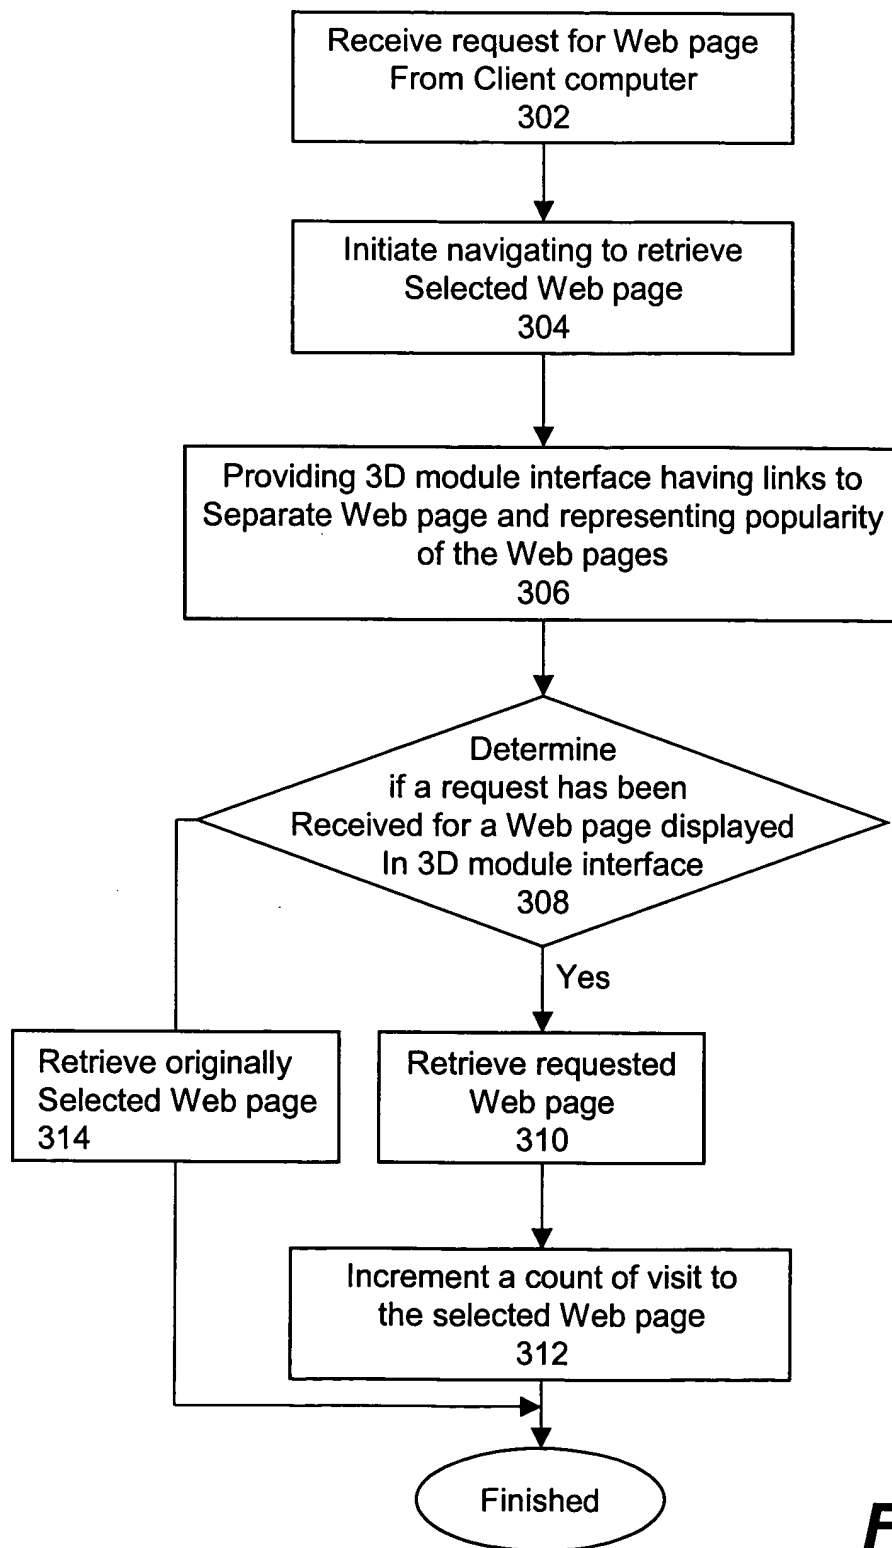 Receive request for Web page
From Client computer
302
Initiate navigating to retrieve
Selected Web page
304
Providing 3D module interface having links to
Separate Web page and representing popularity
of the Web pages
306
Determine
if a request has been
Received for a Web page displayed
In 3D module interface
308
Yes
Retrieve originally
Selected Web page
314
Retrieve requested
Web page
310
Increment a count of visit to
the selected Web page
312
Finished